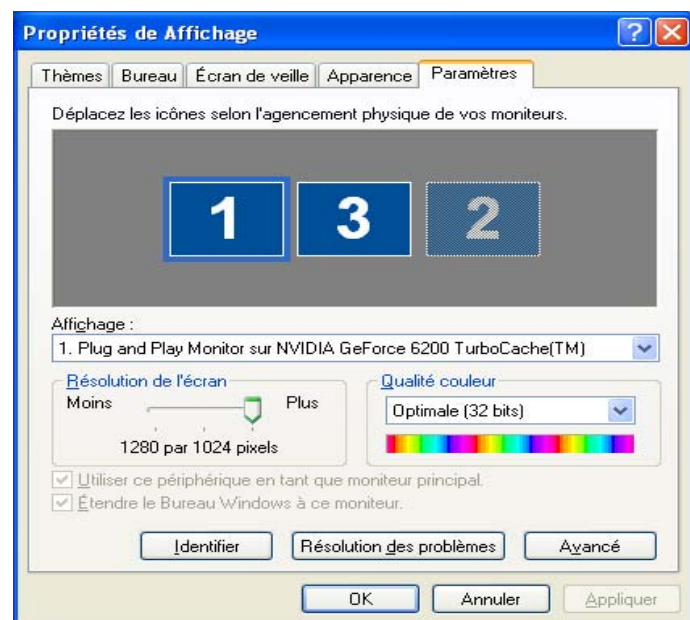 Propriétés de Affichage
Thèmes Bureau Écran de veille Apparence Paramètres
Déplacez les icônes selon l'agencement physique de vos moniteurs.
1 3 2
Affichage :
1. Plug and Play Monitor sur NVIDIA GeForce 6200 TurboCache(TM)
Résolution de l'écran
Moins Plus
1280 par 1024 pixels
Qualité couleur
Optimale (32 bits)
Utiliser ce périphérique en tant que moniteur principal.
Étendre le Bureau Windows à ce moniteur.
Identifier Résolution des problèmes Avancé
OK Annuler Appliquer